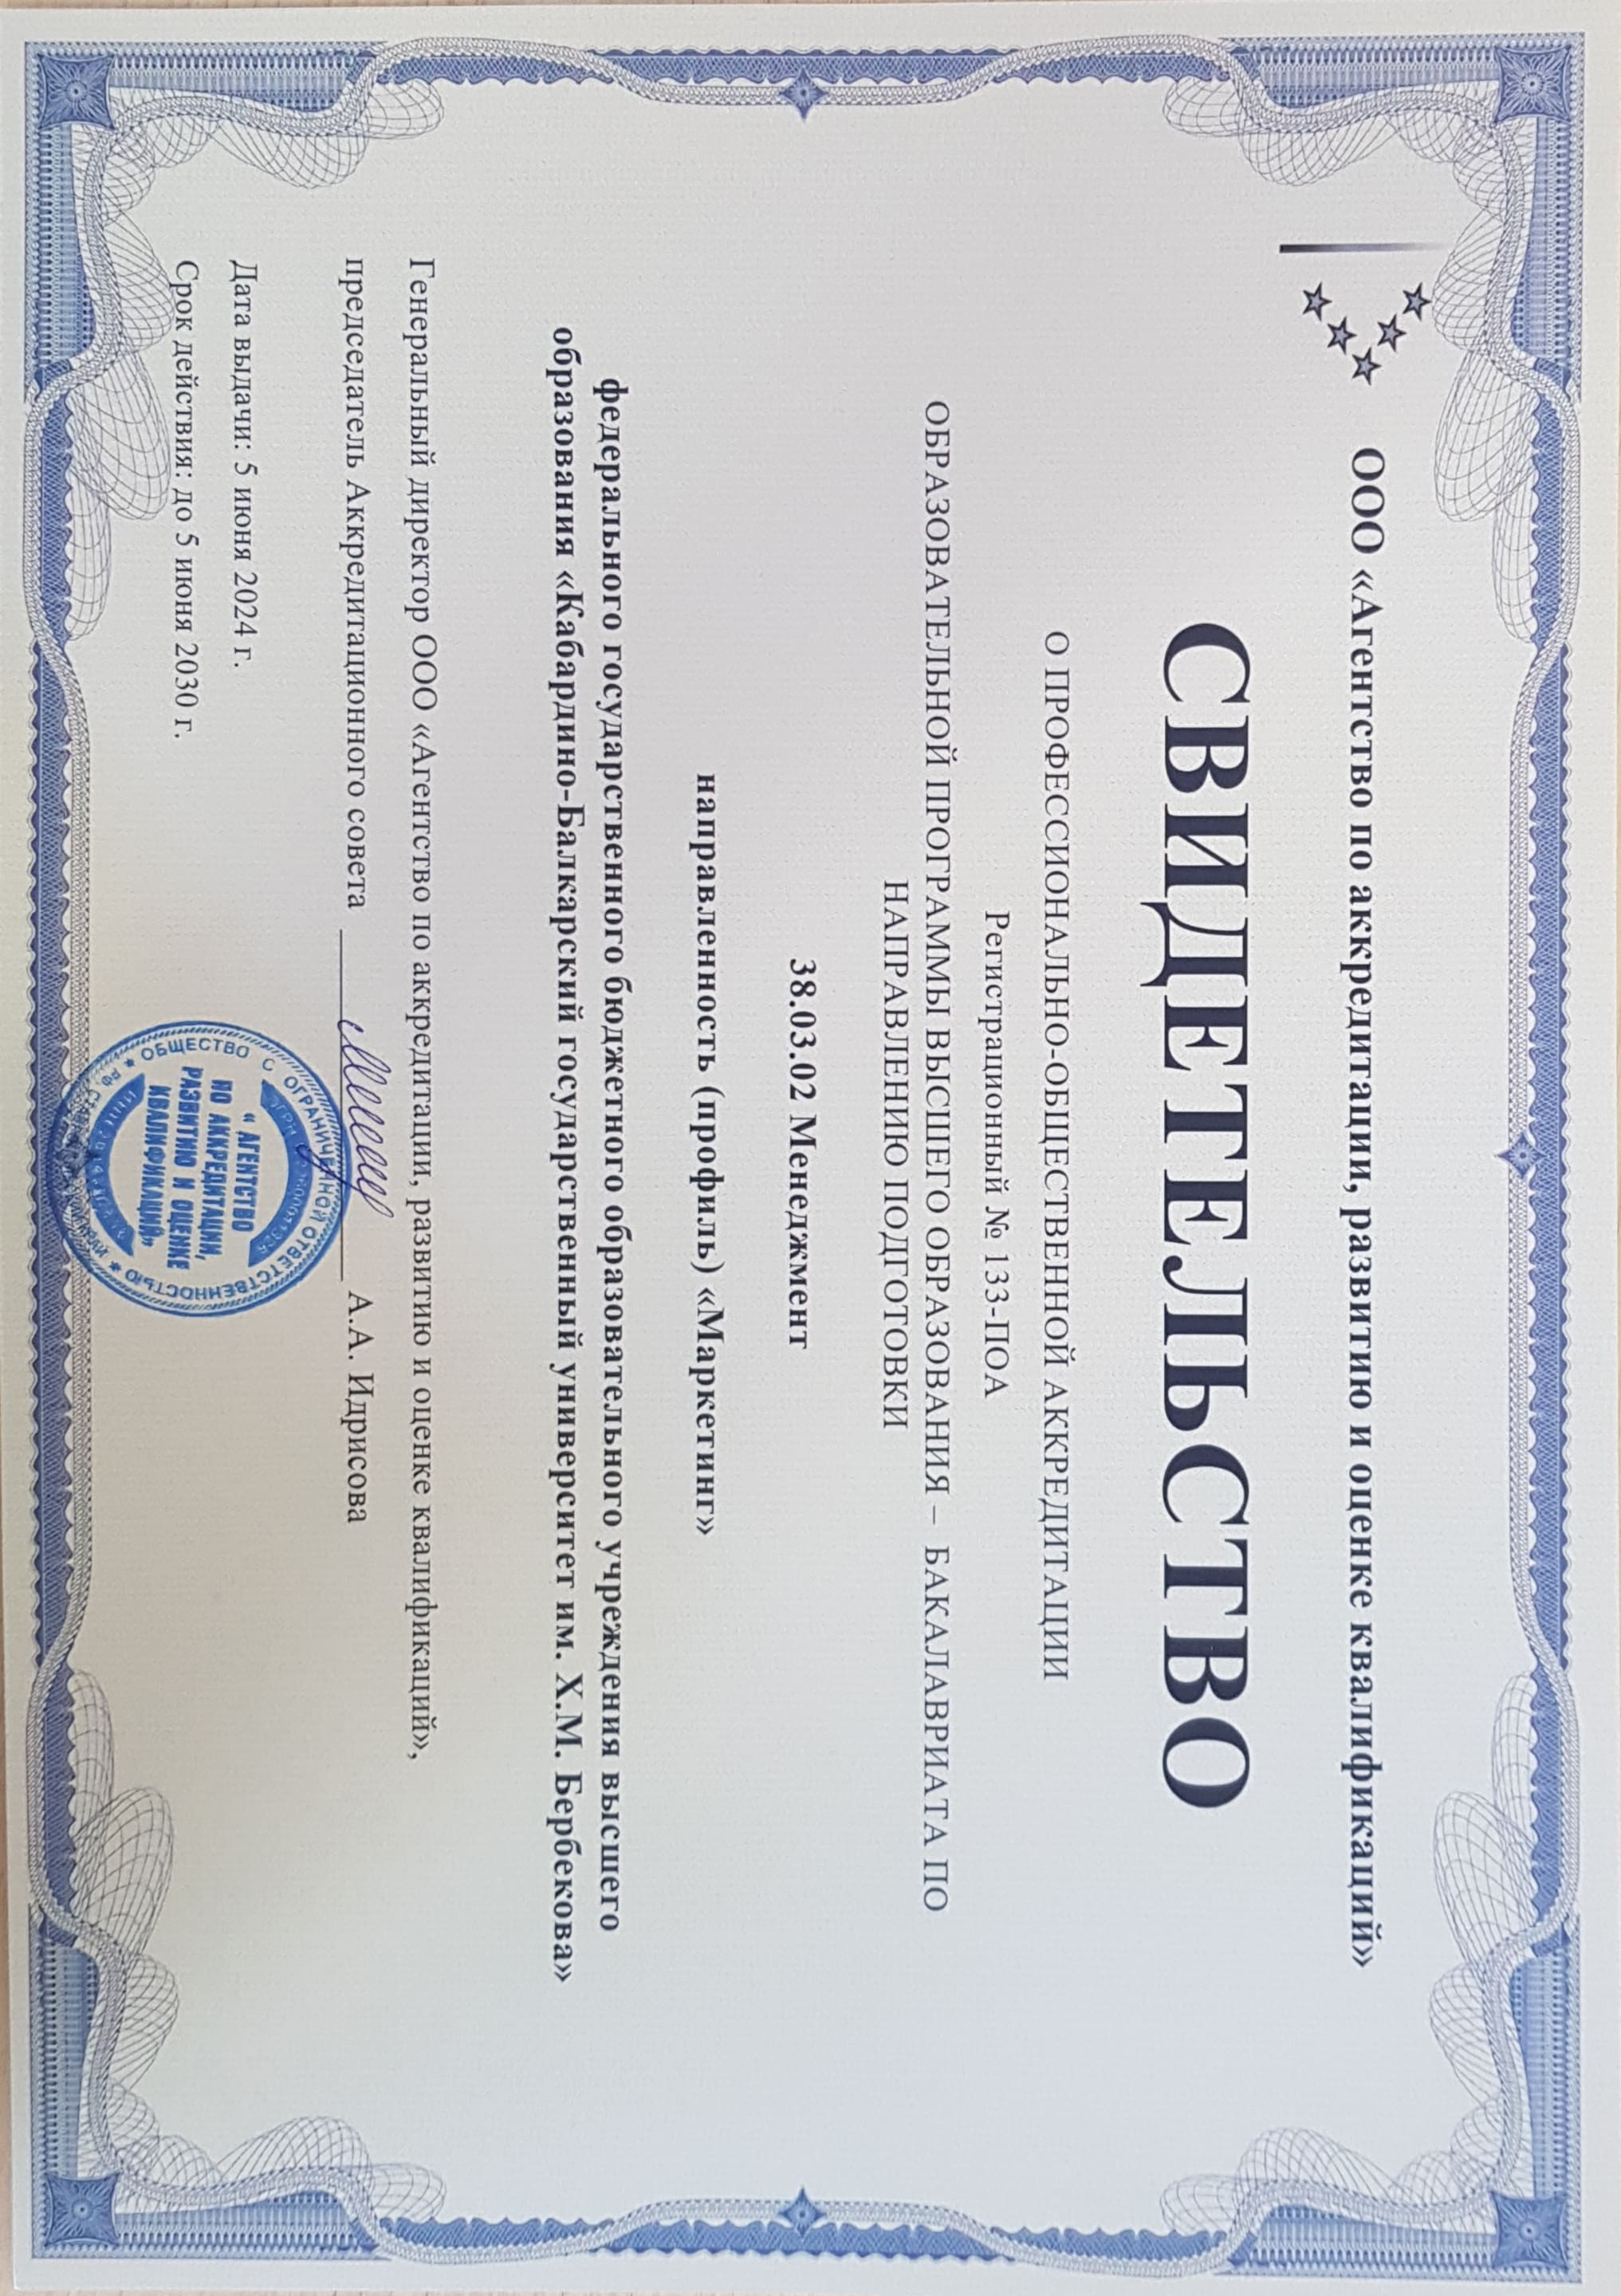 ООО «Агентство по аккредитации, развитию и оценке квалификаций»
СВИДЕТЕЛЬСТВО
О ПРОФЕССИОНАЛЬНО-ОБЩЕСТВЕННОЙ АККРЕДИТАЦИИ
Регистрационный № 133-ПОА
ОБРАЗОВАТЕЛЬНОЙ ПРОГРАММЫ ВЫСШЕГО ОБРАЗОВАНИЯ – БАКАЛАВРИАТА ПО
НАПРАВЛЕНИЮ ПОДГОТОВКИ
38.03.02 Менеджмент
направленность (профиль) «Маркетинг»
федерального государственного бюджетного образовательного учреждения высшего
образования «Кабардино-Балкарский государственный университет им. Х.М. Бербекова»
Генеральный директор ООО «Агентство по аккредитации, развитию и оценке квалификаций»,
председатель Аккредитационного совета А.А. Идрисова
Дата выдачи: 5 июня 2024 г.
Срок действия: до 5 июня 2030 г.
ОБЩЕСТВО С ОГРАНИЧЕННОЙ ОТВЕТСТВЕННОСТЬЮ
"АГЕНТСТВО
ПО АККРЕДИТАЦИИ,
РАЗВИТИЮ И ОЦЕНКЕ
КВАЛИФИКАЦИЙ»